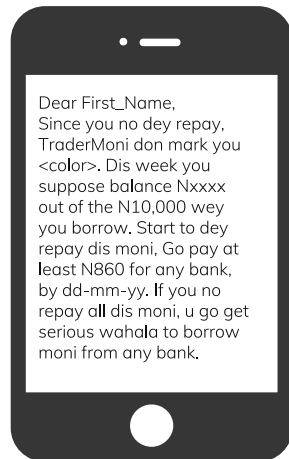 Dear First_Name,
Since you no dey repay,
TraderMoni don mark you
<color>. Dis week you
suppose balance Nxxxx
out of the N10,000 wey
you borrow. Start to dey
repay dis moni, Go pay at
least N860 for any bank,
by dd-mm-yy. If you no
repay all dis moni, u go get
serious wahala to borrow
moni from any bank.